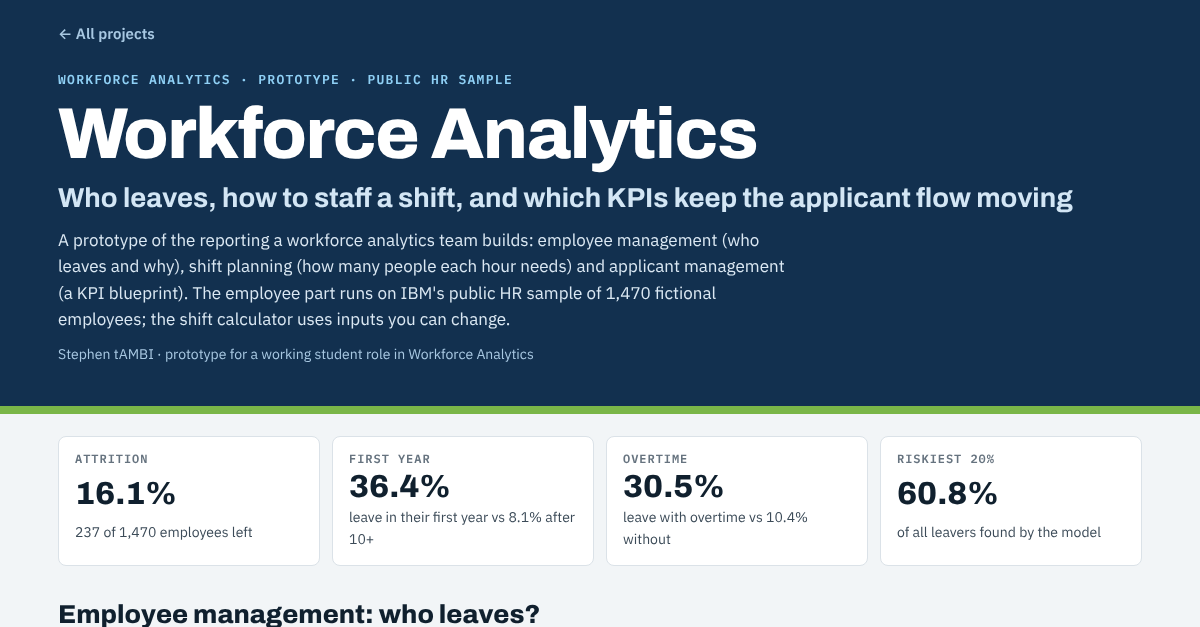 ← All projects
WORKFORCE ANALYTICS · PROTOTYPE · PUBLIC HR SAMPLE
Workforce Analytics
Who leaves, how to staff a shift, and which KPIs keep the applicant flow moving
A prototype of the reporting a workforce analytics team builds: employee management (who
leaves and why), shift planning (how many people each hour needs) and applicant management
(a KPI blueprint). The employee part runs on IBM's public HR sample of 1,470 fictional
employees; the shift calculator uses inputs you can change.
Stephen tAMBI · prototype for a working student role in Workforce Analytics
ATTRITION
16.1%
237 of 1,470 employees left
FIRST YEAR
36.4%
leave in their first year vs 8.1% after
10+
OVERTIME
30.5%
leave with overtime vs 10.4%
without
RISKIEST 20%
60.8%
of all leavers found by the model
Employee management: who leaves?